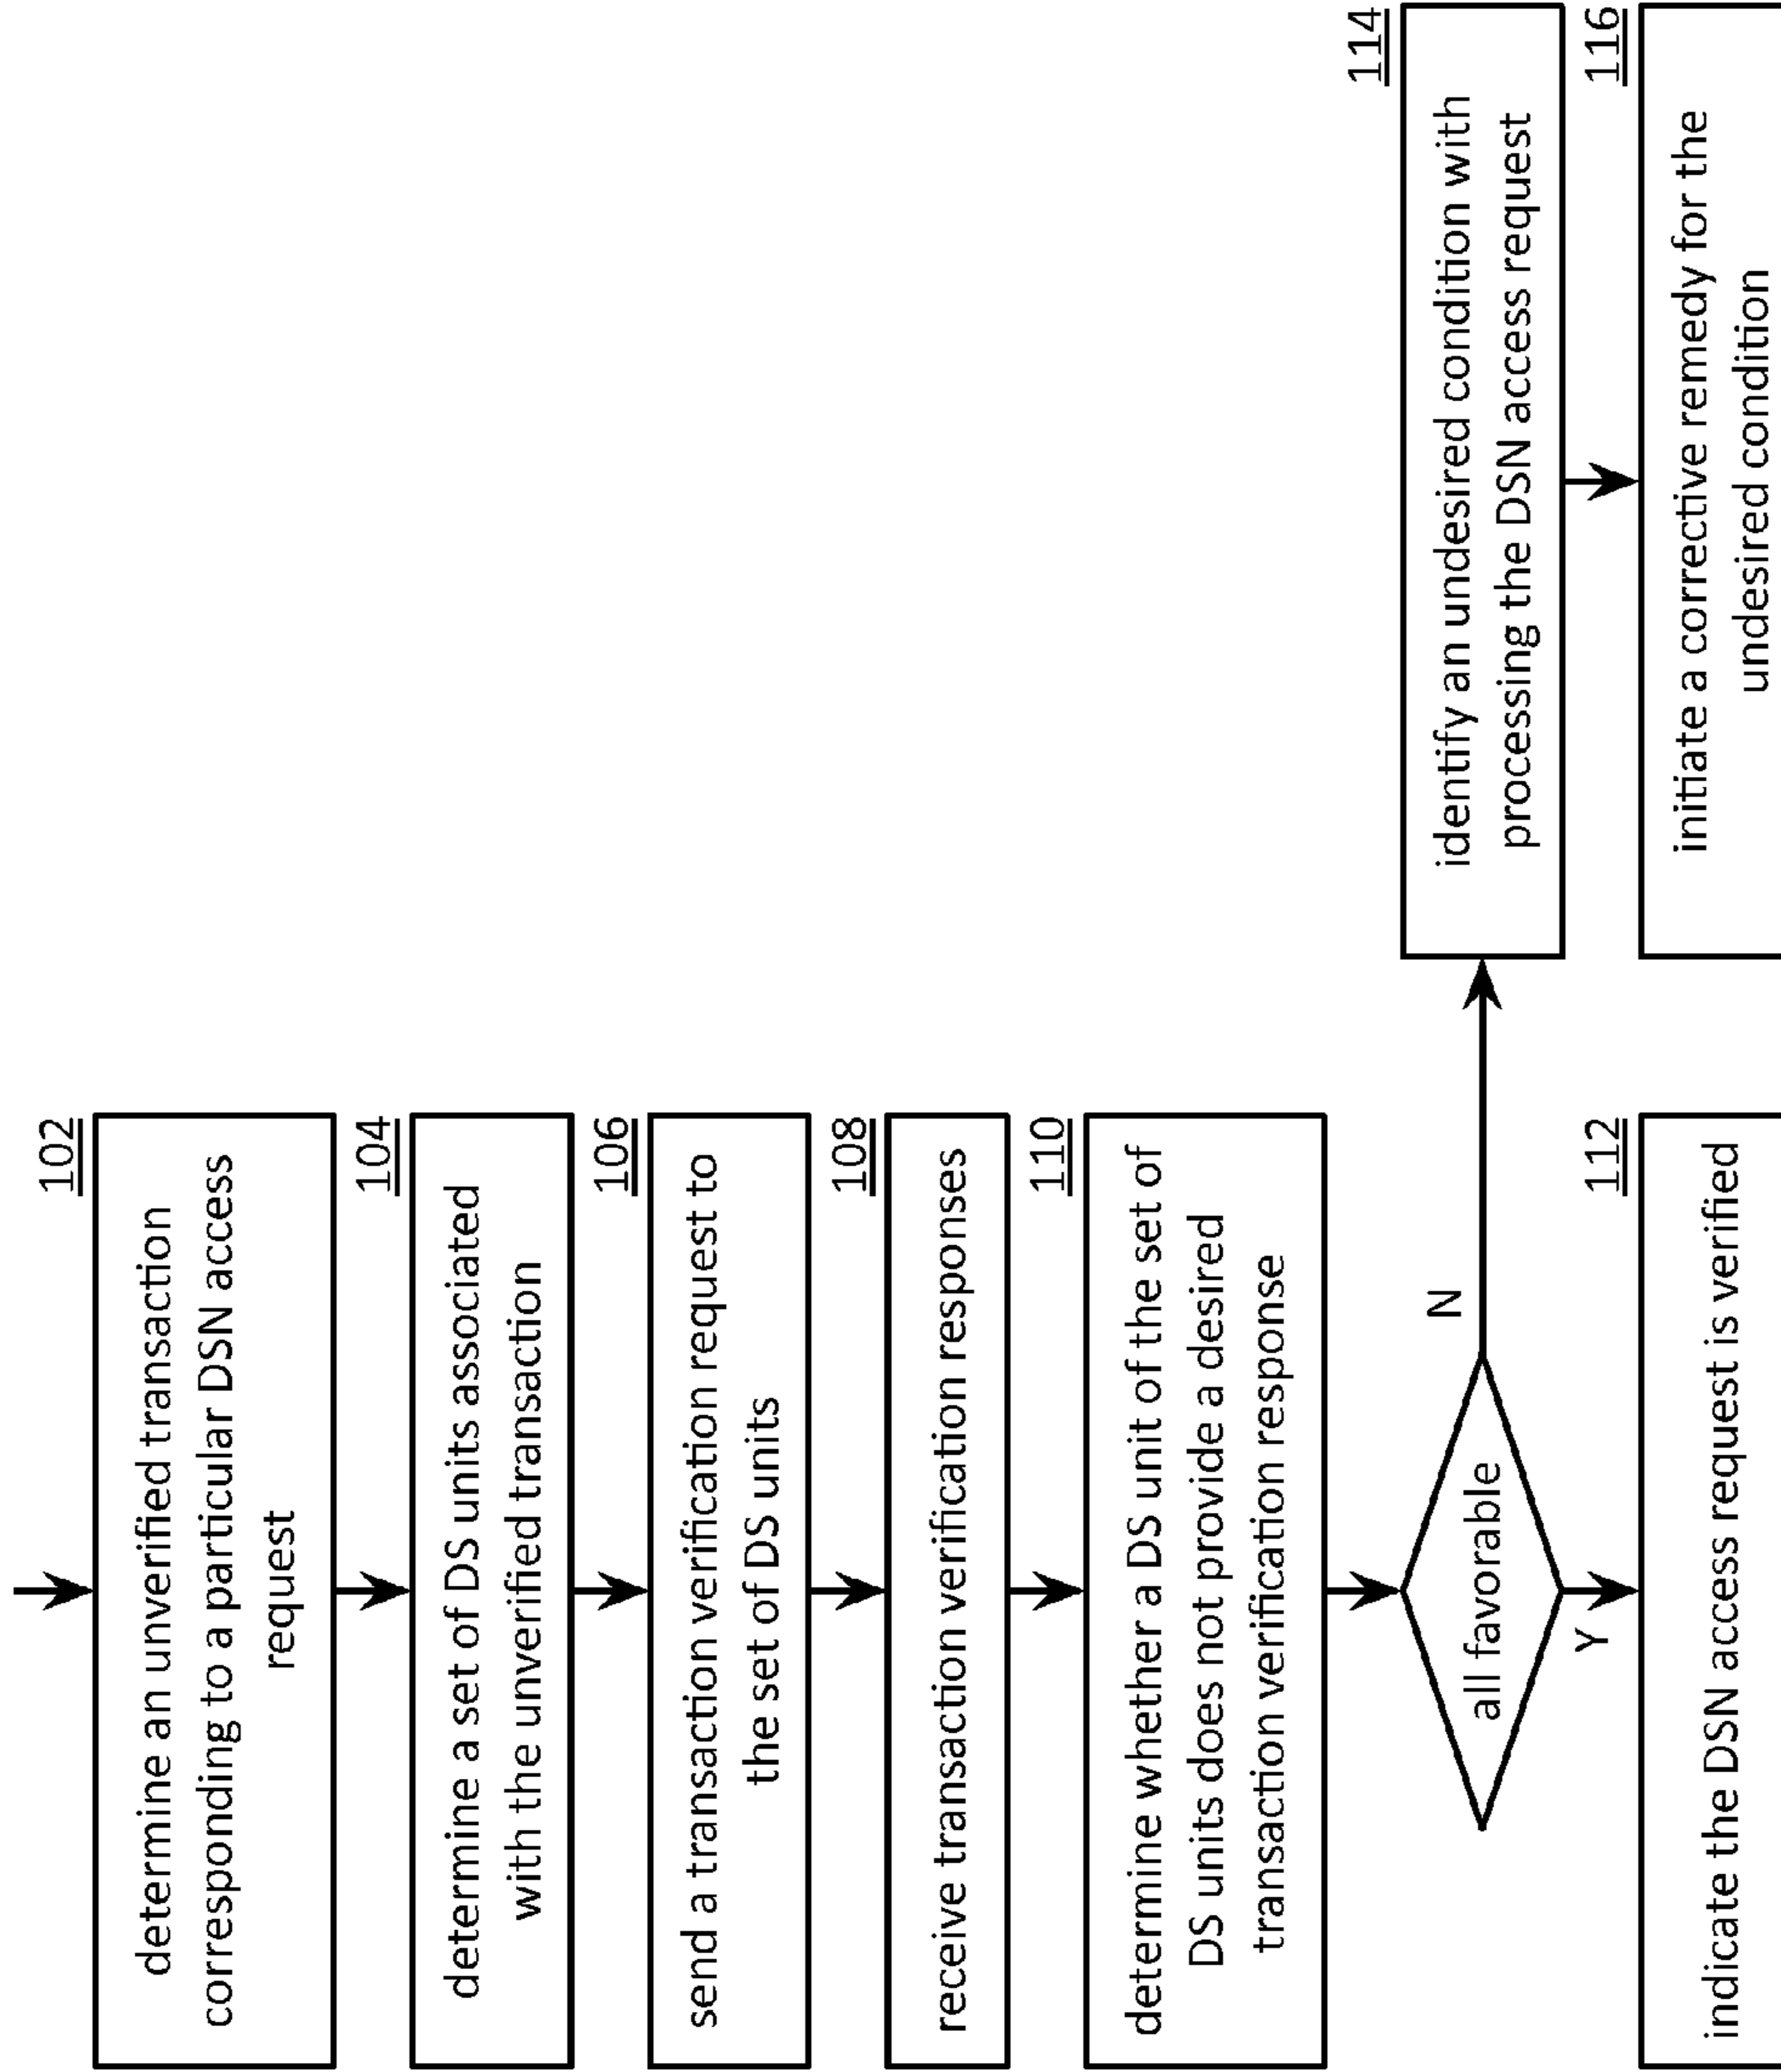 102
determine an unverified transaction
corresponding to a particular DSN access
request
104
determine a set of DS units associated
with the unverified transaction
106
send a transaction verification request to
the set of DS units
108
receive transaction verification responses
110
determine whether a DS unit of the set of
DS units does not provide a desired
transaction verification response
all favorable
N
Y
112
indicate the DSN access request is verified
114
identify an undesired condition with
processing the DSN access request
116
initiate a corrective remedy for the
undesired condition